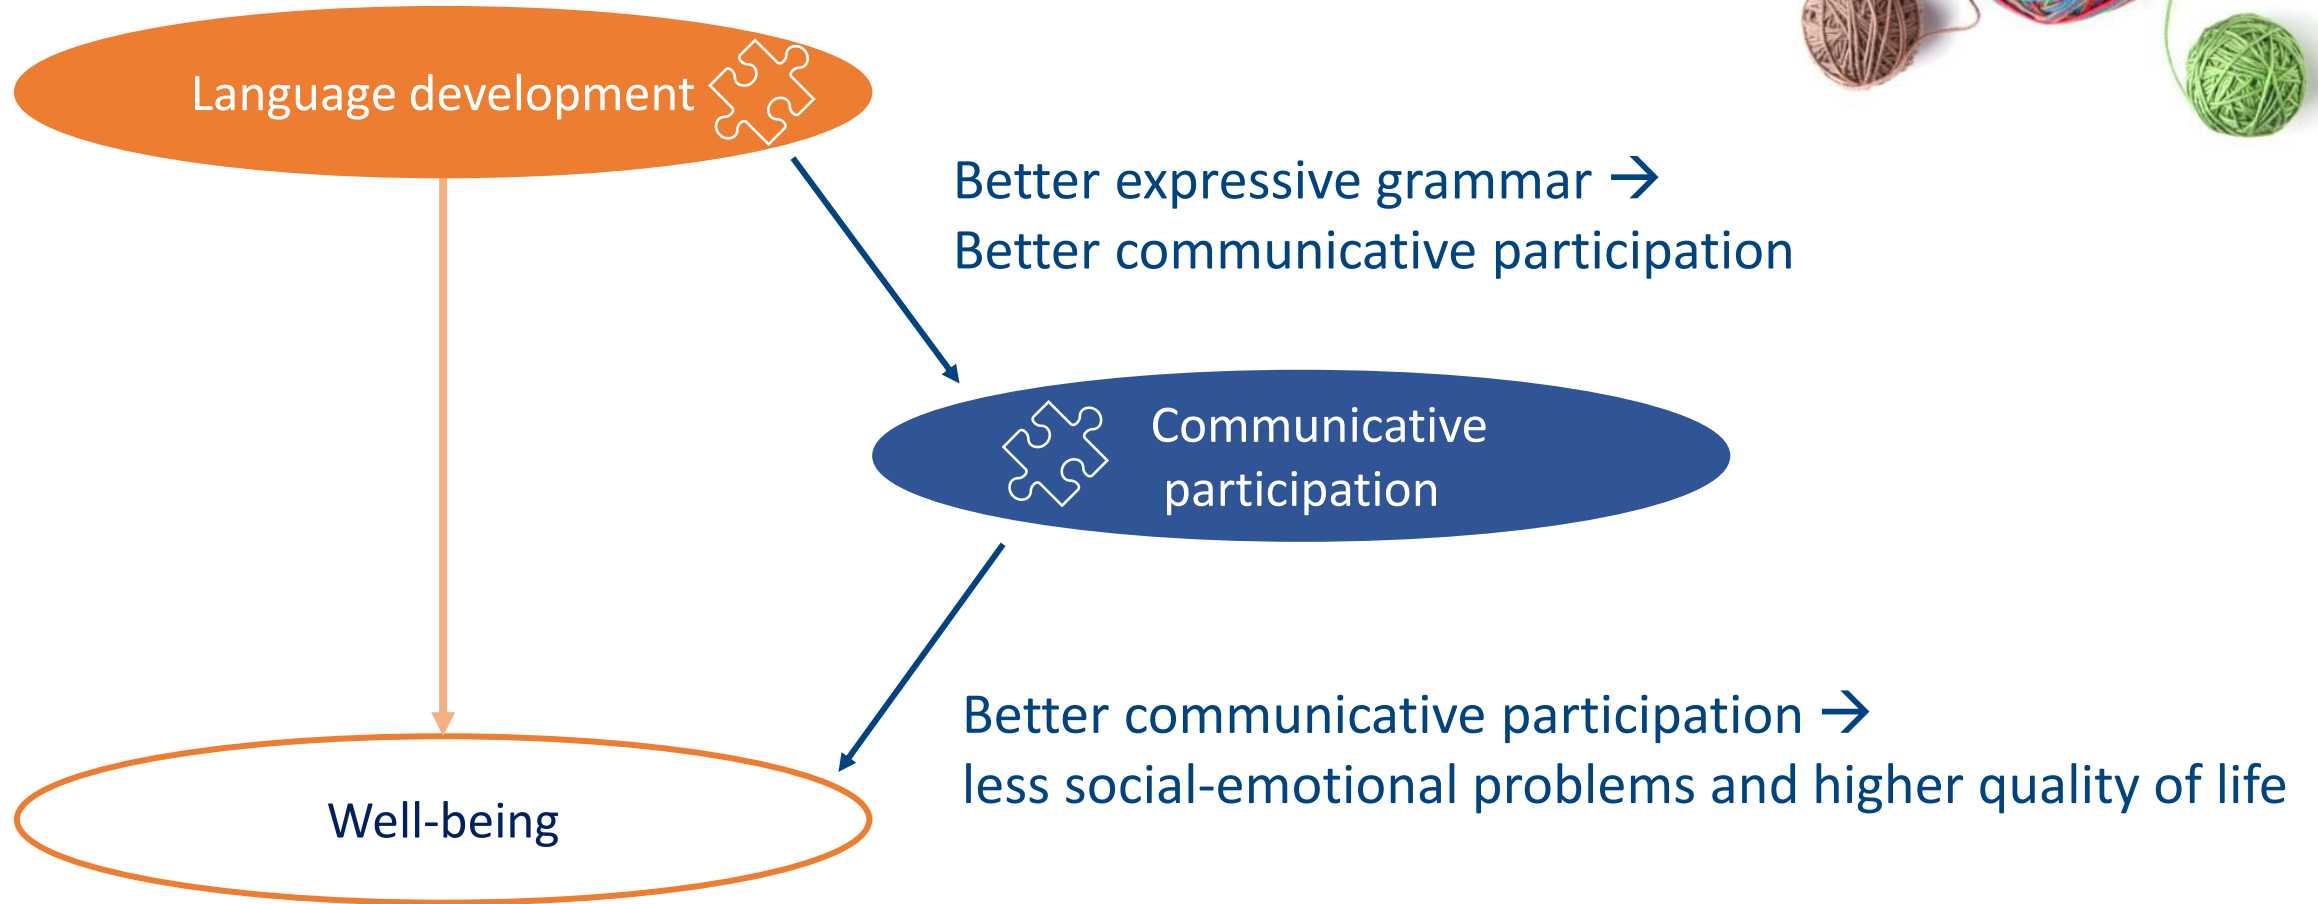 Language development
Better expressive grammar →
Better communicative participation
Communicative
participation
Better communicative participation →
less social-emotional problems and higher quality of life
Well-being